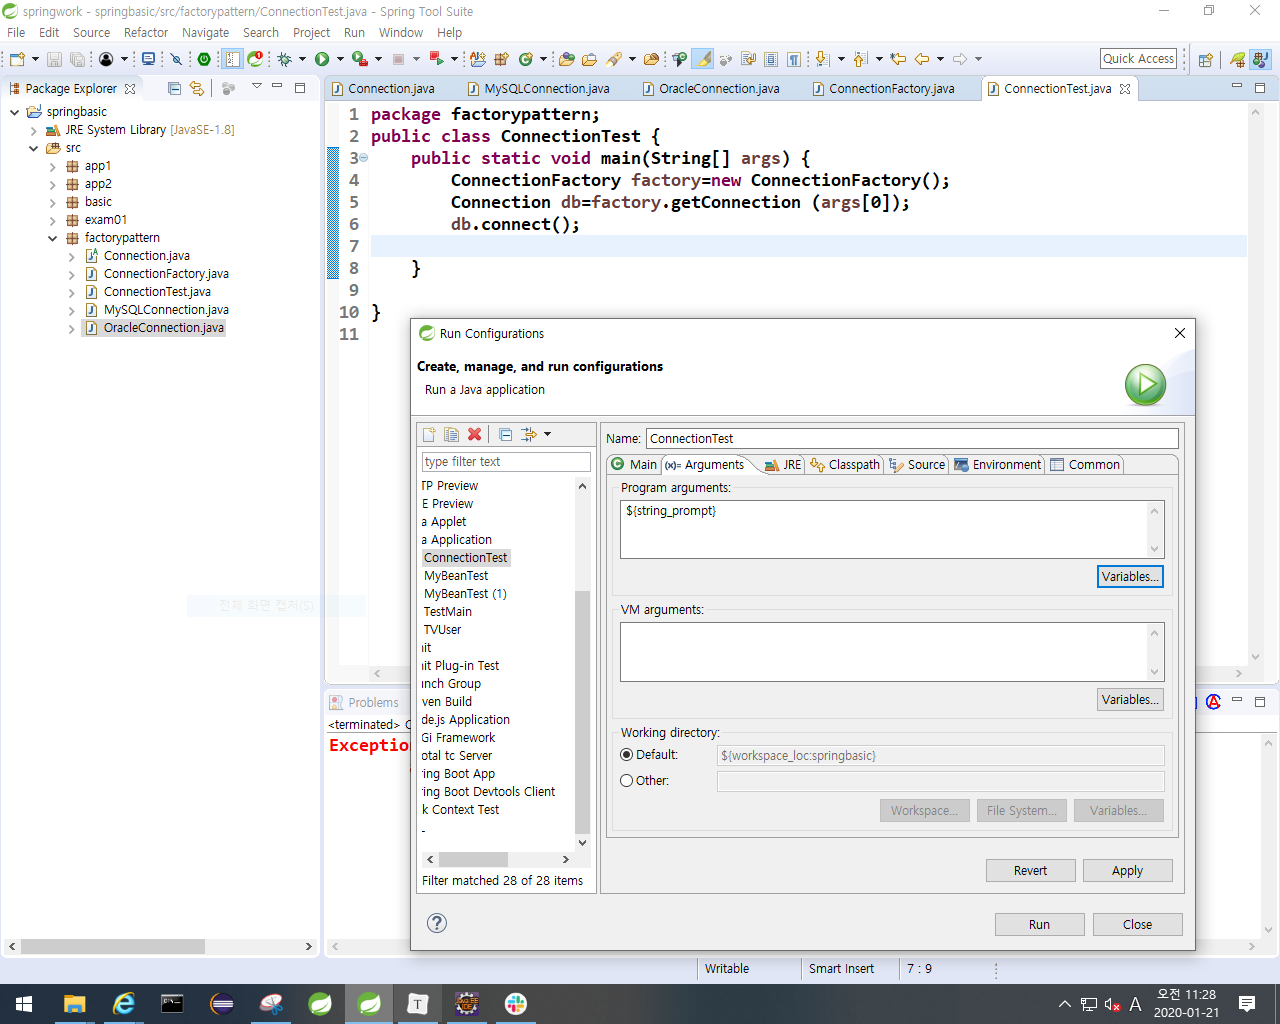 springwork - springbasic/src/factorypattern/ConnectionTest.java - Spring Tool Suite
File Edit Source Refactor Navigate Search Project Run Window Help
Quick Access
Package Explorer
springbasic
JRE System Library [JavaSE-1.8]
src
app1
app2
basic
exam01
factorypattern
Connection.java
ConnectionFactory.java
ConnectionTest.java
MySQLConnection.java
OracleConnection.java
Connection.java MySQLConnection.java OracleConnection.java ConnectionFactory.java ConnectionTest.java
1 package factorypattern;
2 public class ConnectionTest {
3 public static void main(String[] args) {
4 ConnectionFactory factory=new ConnectionFactory();
5 Connection db=factory.getConnection (args[0]);
6 db.connect();
7
8 }
9
10 }
11
전체 화면 캡처(S)
Problems
<terminated> C
Exceptio
Run Configurations
Create, manage, and run configurations
Run a Java application
type filter text
TP Preview
E Preview
a Applet
a Application
ConnectionTest
MyBeanTest
MyBeanTest (1)
TestMain
TVUser
it
it Plug-in Test
nch Group
ven Build
de.js Application
Gi Framework
otal tc Server
ing Boot App
ing Boot Devtools Client
k Context Test
Filter matched 28 of 28 items
Name: ConnectionTest
Main (x)= Arguments JRE Classpath Source Environment Common
Program arguments:
${string_prompt}
Variables...
VM arguments:
Variables...
Working directory:
Default: ${workspace_loc:springbasic}
Other:
Workspace... File System... Variables...
Revert Apply
Run Close
Writable Smart Insert 7 : 9
A 오전 11:28
2020-01-21